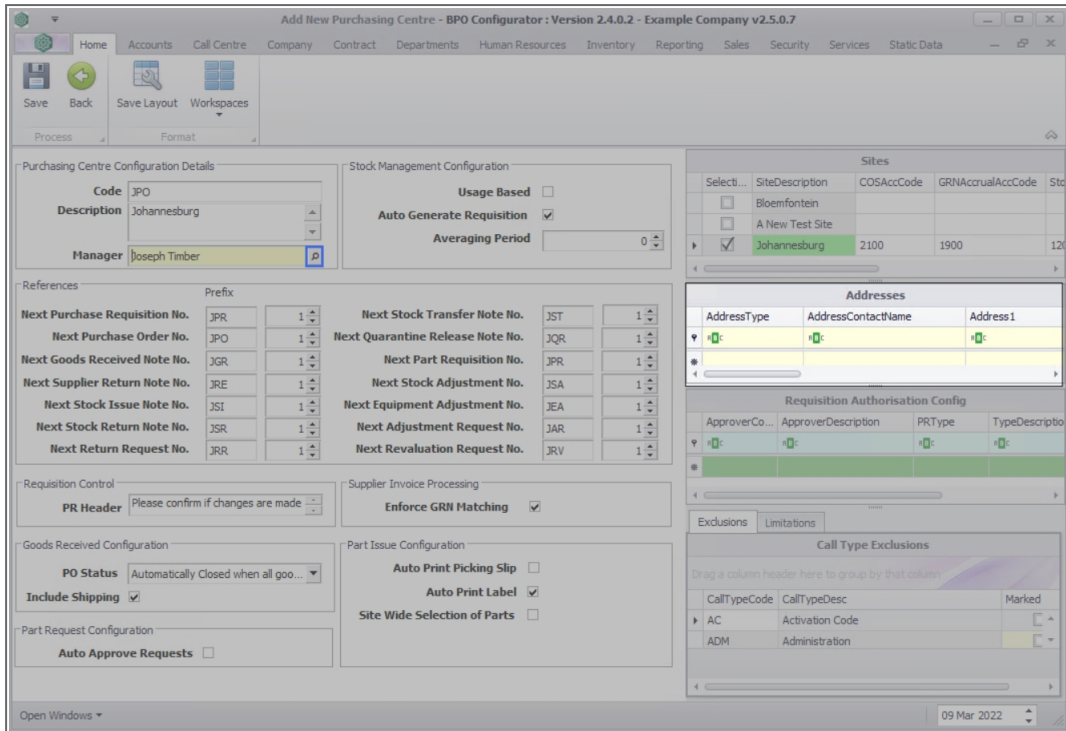 Add New Purchasing Centre - BPO Configurator : Version 2.4.0.2 - Example Company v2.5.0.7
Home Accounts Call Centre Company Contract Departments Human Resources Inventory Reporting Sales Security Services Static Data
Save Back Save Layout Workspaces
Process Format
Purchasing Centre Configuration Details
Code JPO
Description Johannesburg
Manager Joseph Timber
Stock Management Configuration
Usage Based
Auto Generate Requisition
Averaging Period 0
Sites
Selecti... SiteDescription COSAccCode GRNAccrualAccCode Sto
Bloemfontein
A New Test Site
Johannesburg 2100 1900 120
References
Prefix
Next Purchase Requisition No. JPR 1 Next Stock Transfer Note No. JST 1
Next Purchase Order No. JPO 1 Next Quarantine Release Note No. JQR 1
Next Goods Received Note No. JGR 1 Next Part Requisition No. JPR 1
Next Supplier Return Note No. JRE 1 Next Stock Adjustment No. JSA 1
Next Stock Issue Note No. JSI 1 Next Equipment Adjustment No. JEA 1
Next Stock Return Note No. JSR 1 Next Adjustment Request No. JAR 1
Next Return Request No. JRR 1 Next Revaluation Request No. JRV 1
Addresses
AddressType AddressContactName Address1
Requisition Authorisation Config
ApproverCo... ApproverDescription PRType TypeDescriptio
Requisition Control
PR Header Please confirm if changes are made
Supplier Invoice Processing
Enforce GRN Matching
Goods Received Configuration
PO Status Automatically Closed when all goo...
Include Shipping
Part Issue Configuration
Auto Print Picking Slip
Auto Print Label
Site Wide Selection of Parts
Part Request Configuration
Auto Approve Requests
Exclusions Limitations
Call Type Exclusions
Drag a column header here to group by that column
CallTypeCode CallTypeDesc Marked
AC Activation Code
ADM Administration
Open Windows 09 Mar 2022